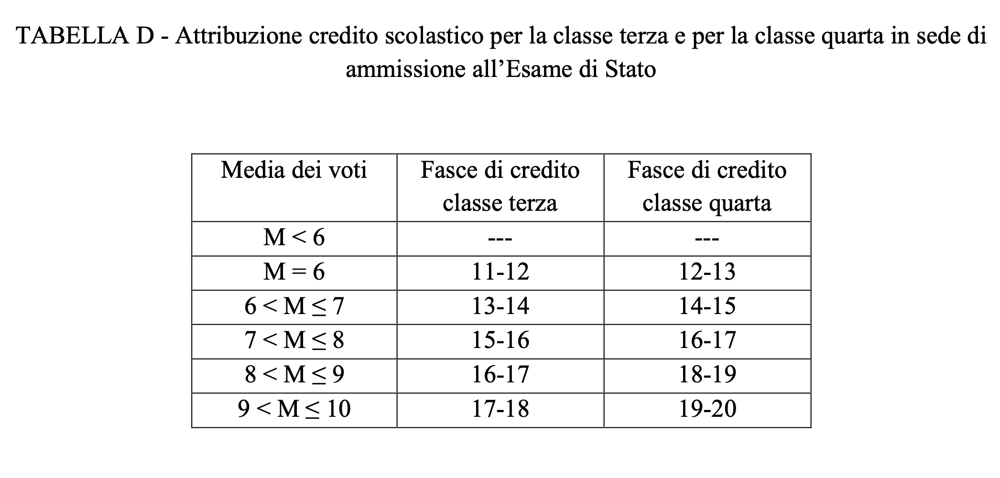 TABELLA D - Attribuzione credito scolastico per la classe terza e per la classe quarta in sede di
ammissione all’Esame di Stato
Media dei voti
Fasce di credito
classe terza
Fasce di credito
classe quarta
M < 6
---
---
M = 6
11-12
12-13
6 < M ≤ 7
13-14
14-15
7 < M ≤ 8
15-16
16-17
8 < M ≤ 9
16-17
18-19
9 < M ≤ 10
17-18
19-20